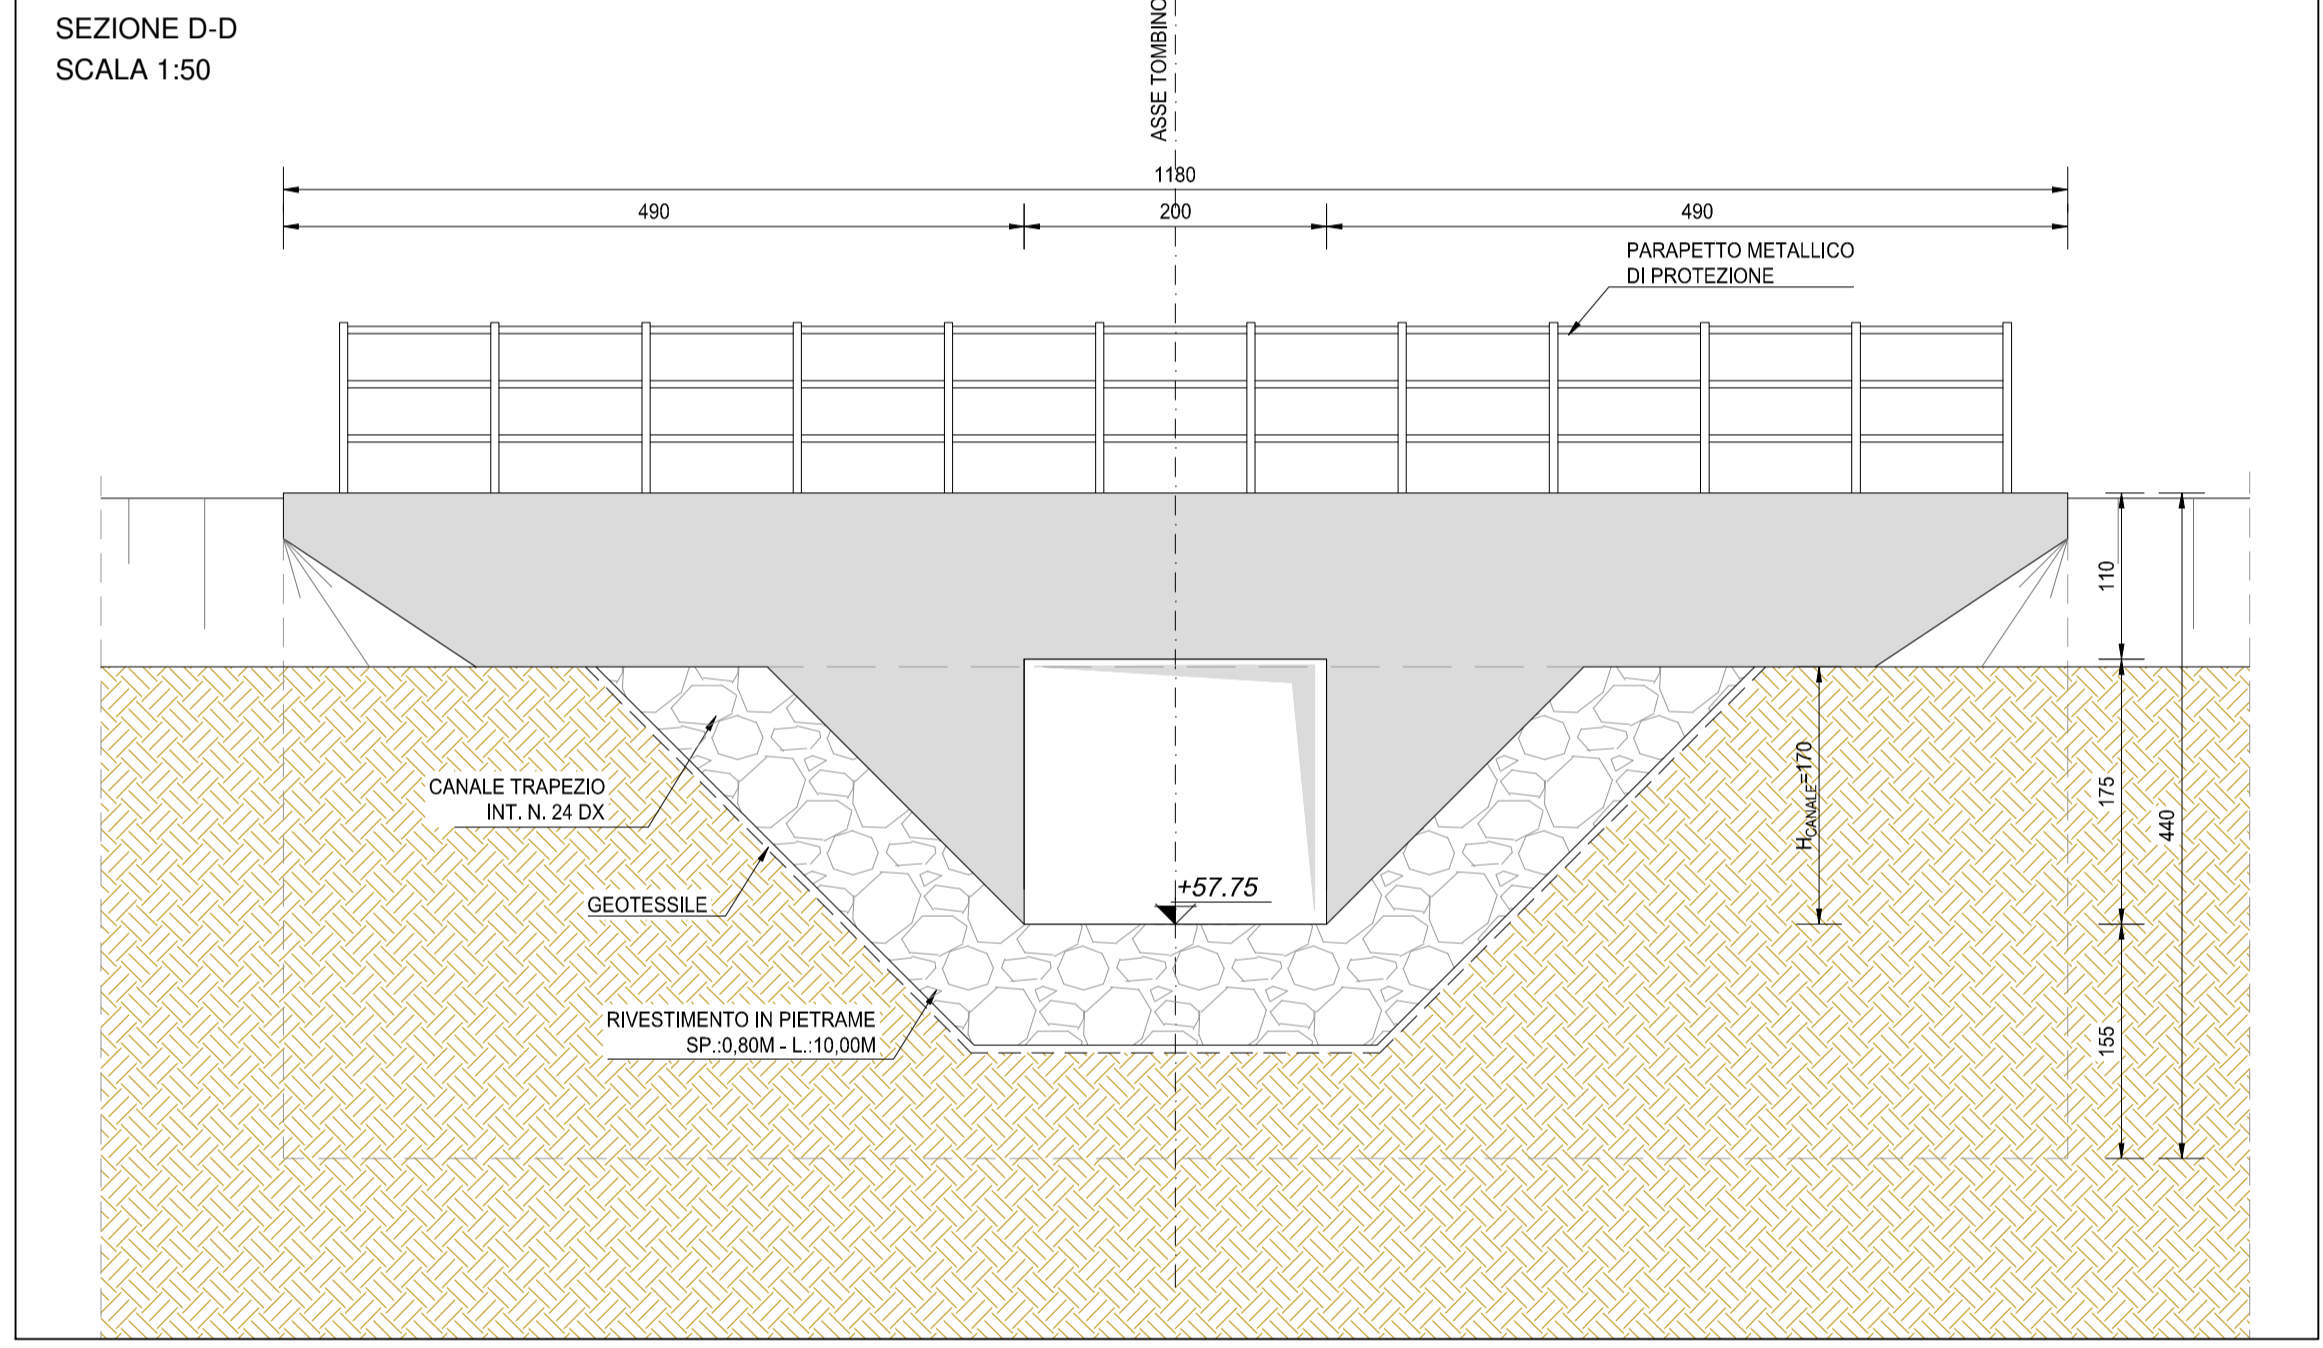 SEZIONE D-D
SCALA 1:50
ASSE TOMBINO
1180
490
200
490
PARAPETTO METALLICO
DI PROTEZIONE
110
CANALE TRAPEZIO
INT. N. 24 DX
HCANALE=170
175
440
GEOTESSILE
+57.75
RIVESTIMENTO IN PIETRAME
SP.:0,80M - L.:10,00M
155